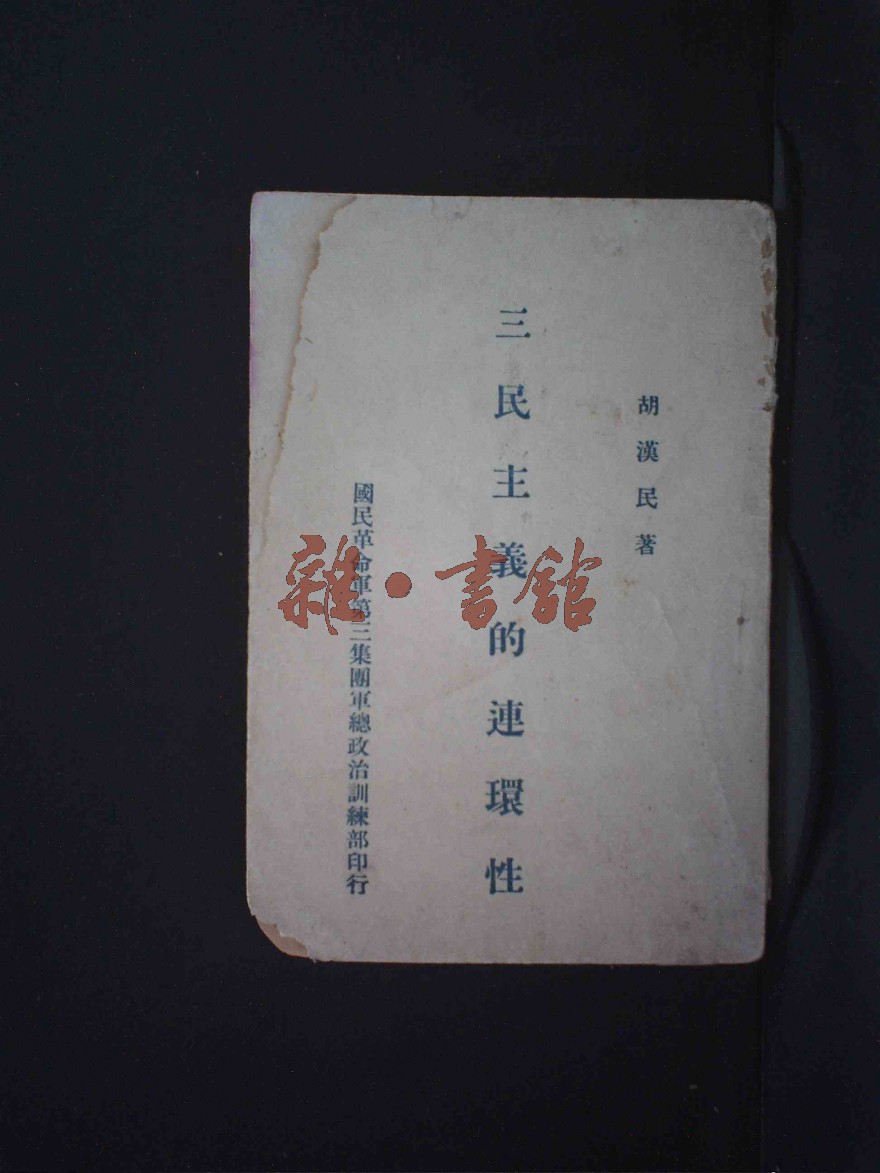 胡漢民著
三民主義的連環性
國民革命軍第三集團軍總政治訓練部印行
雜·書館